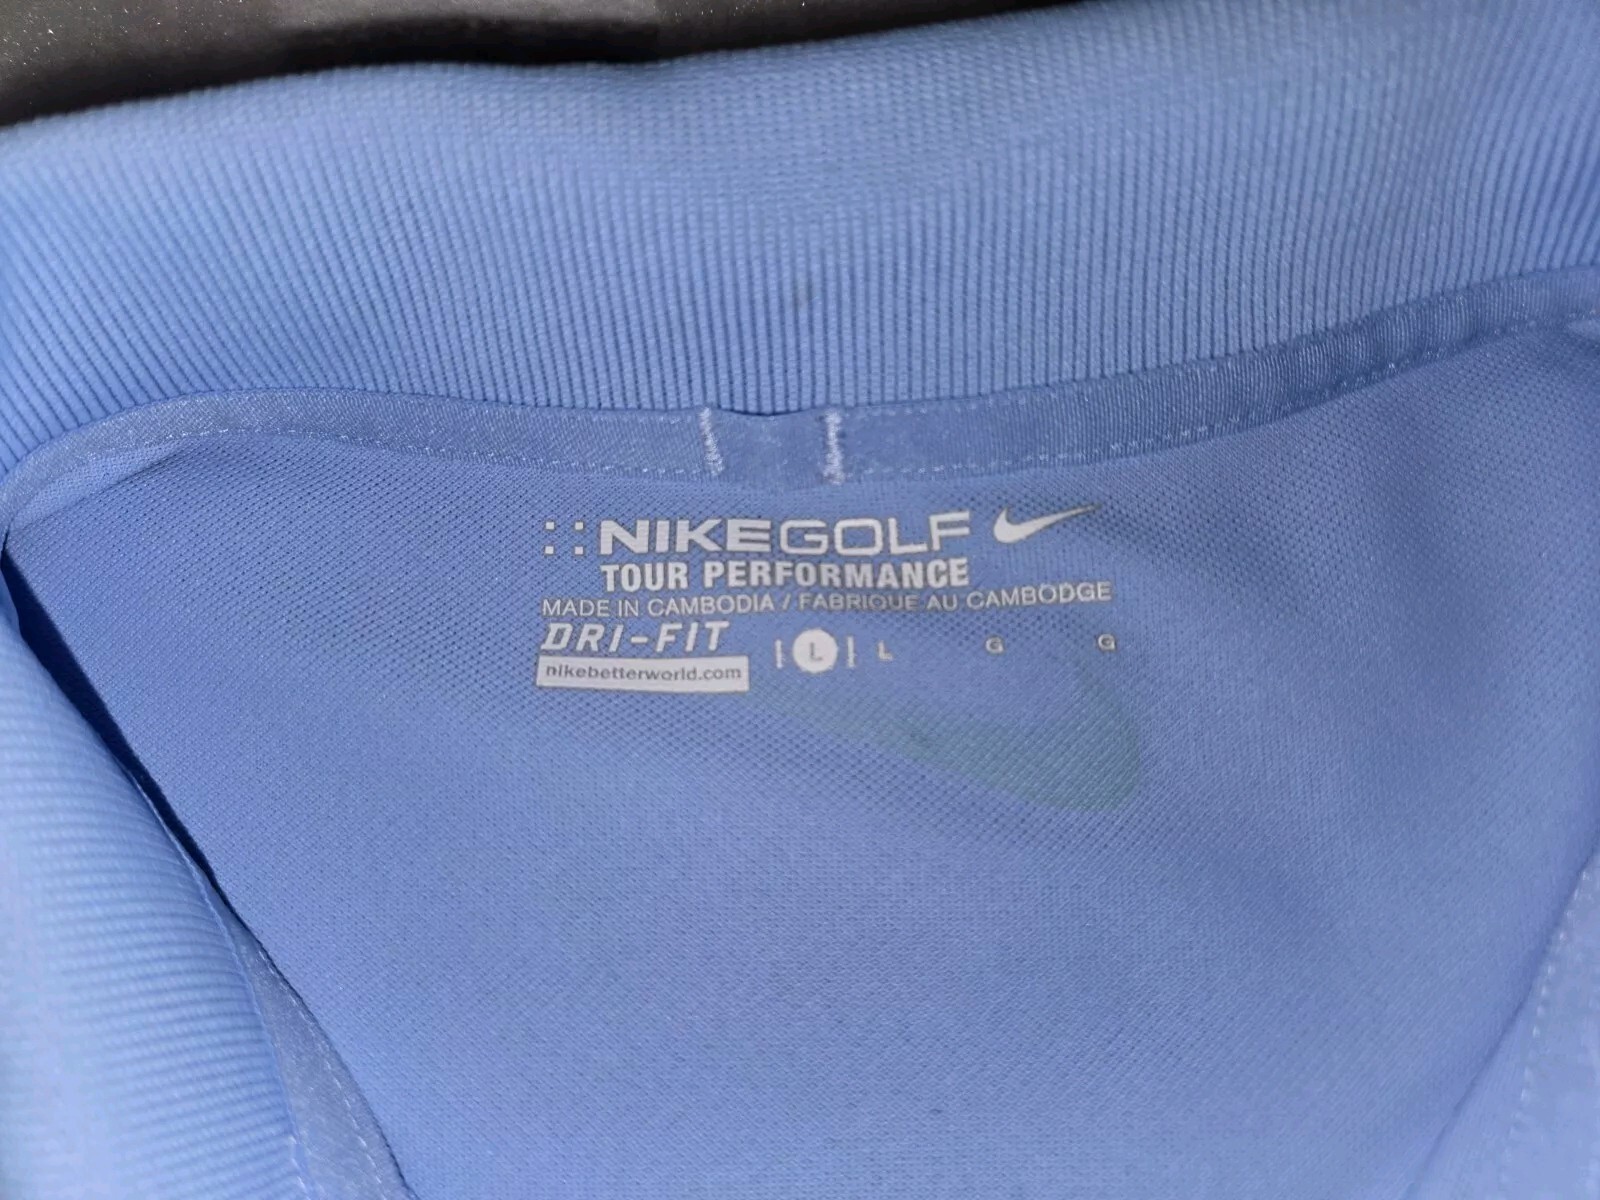 NIKEGOLF
TOUR PERFORMANCE
MADE IN CAMBODIA / FABRIQUE AU CAMBODGE
DRI-FIT
nikebetterworld.com
L L G G